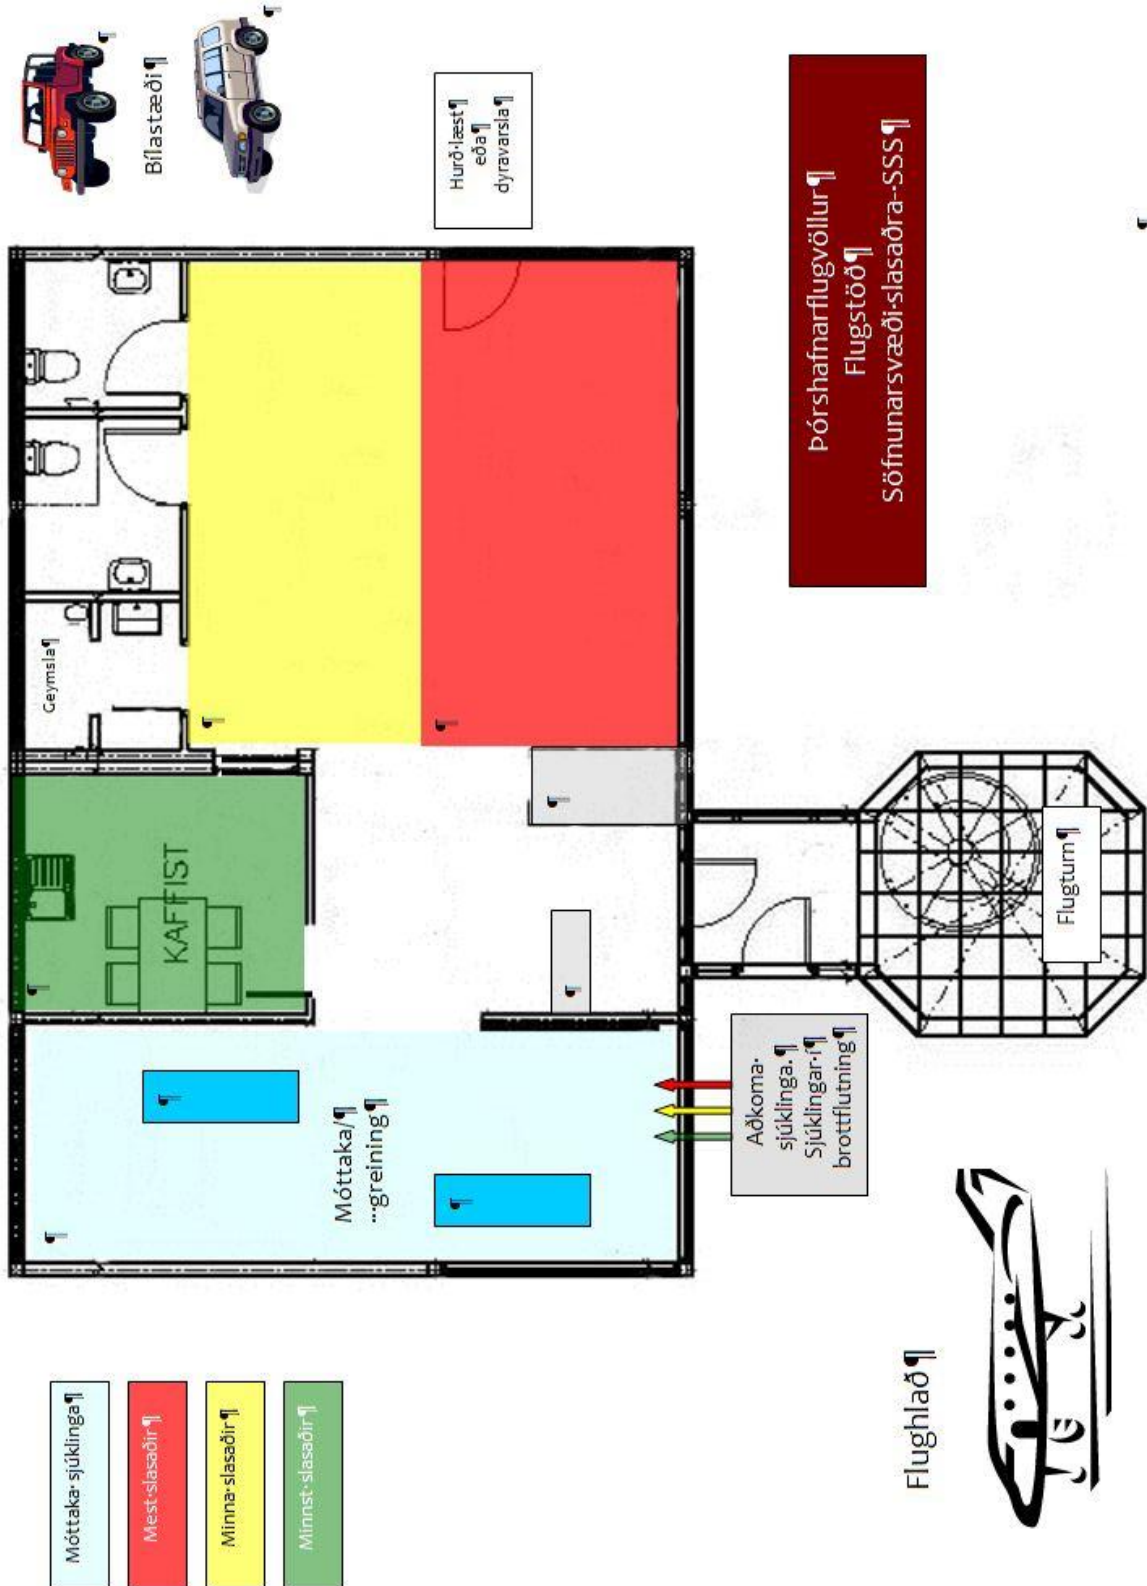 Móttaka sjúklinga
Mest slasaðir
Minna slasaðir
Minnst slasaðir
KAFFIST
Geymsla
Bílastæði
Móttaka/
greining
Hurð læst
eða
dyravarsla
Aðkoma
sjúklinga.
Sjúklingar í
brottflutning
Flughlað
Flugturn
Þórshafnarflugvöllur
Flugstöð
Söfnunarsvæði slasaðra- SSS